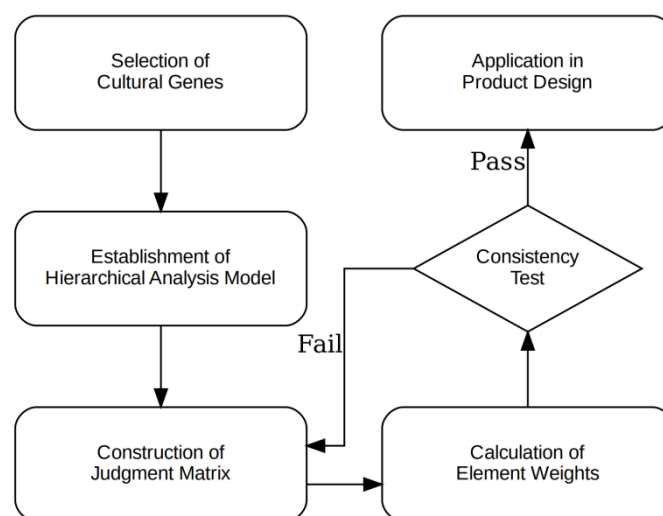 Selection of
Cultural Genes
Establishment of
Hierarchical Analysis Model
Construction of
Judgment Matrix
Calculation of
Element Weights
Consistency
Test
Fail
Pass
Application in
Product Design